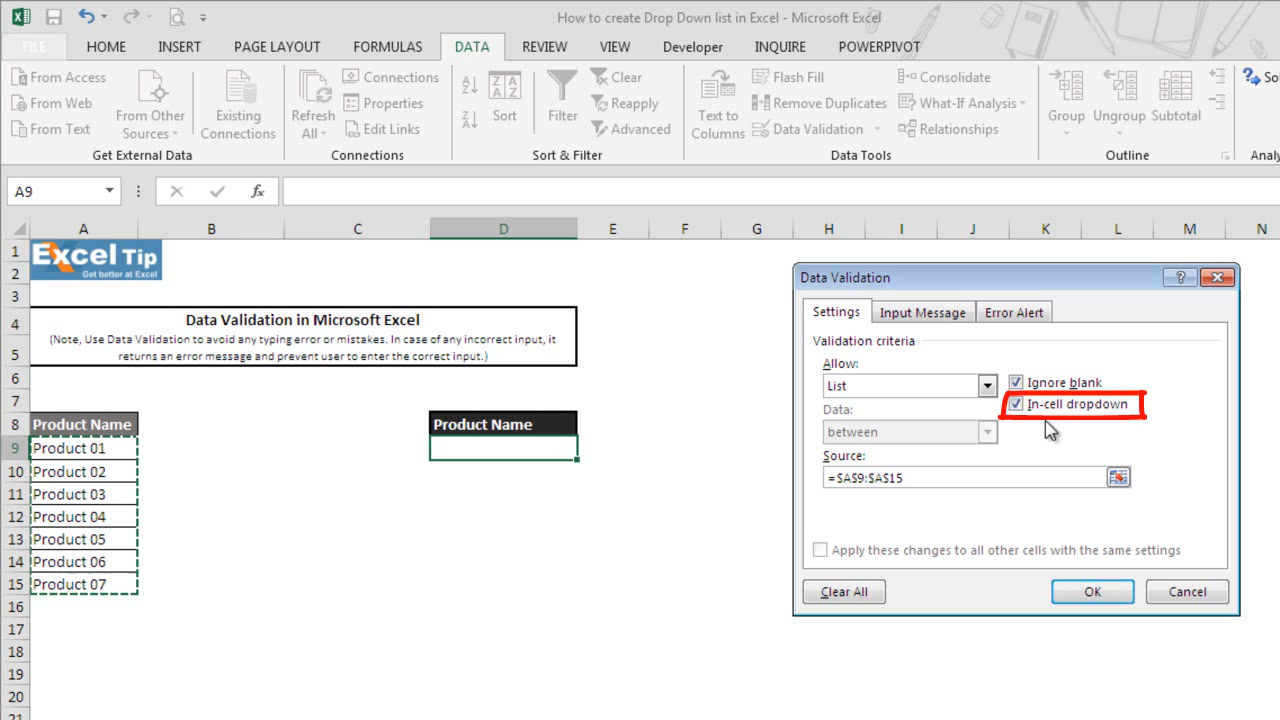 How to create Drop Down list in Excel - Microsoft Excel
FILE HOME INSERT PAGE LAYOUT FORMULAS DATA REVIEW VIEW Developer INQUIRE POWERPIVOT
From Access
From Web
From Text
From Other
Sources
Existing
Connections
Get External Data
Refresh
All
Connections
Properties
Edit Links
Connections
Sort
Filter
Clear
Reapply
Advanced
Sort & Filter
Text to
Columns
Flash Fill
Remove Duplicates
Data Validation
Consolidate
What-If Analysis
Relationships
Data Tools
Group
Ungroup
Subtotal
Outline
So
Analy
A9
fx
A B C D E F G H I J K L M N
1
2
3
4
5
6
7
8
9
10
11
12
13
14
15
16
17
18
19
20
21
Excel Tip
Get better at Excel
Data Validation in Microsoft Excel
(Note, Use Data Validation to avoid any typing error or mistakes. In case of any incorrect input, it
returns an error message and prevent user to enter the correct input.)
Product Name
Product 01
Product 02
Product 03
Product 04
Product 05
Product 06
Product 07
Product Name
Data Validation
Settings Input Message Error Alert
Validation criteria
Allow:
List
Ignore blank
In-cell dropdown
Data:
between
Source:
=$A$9:$A$15
Apply these changes to all other cells with the same settings
Clear All OK Cancel